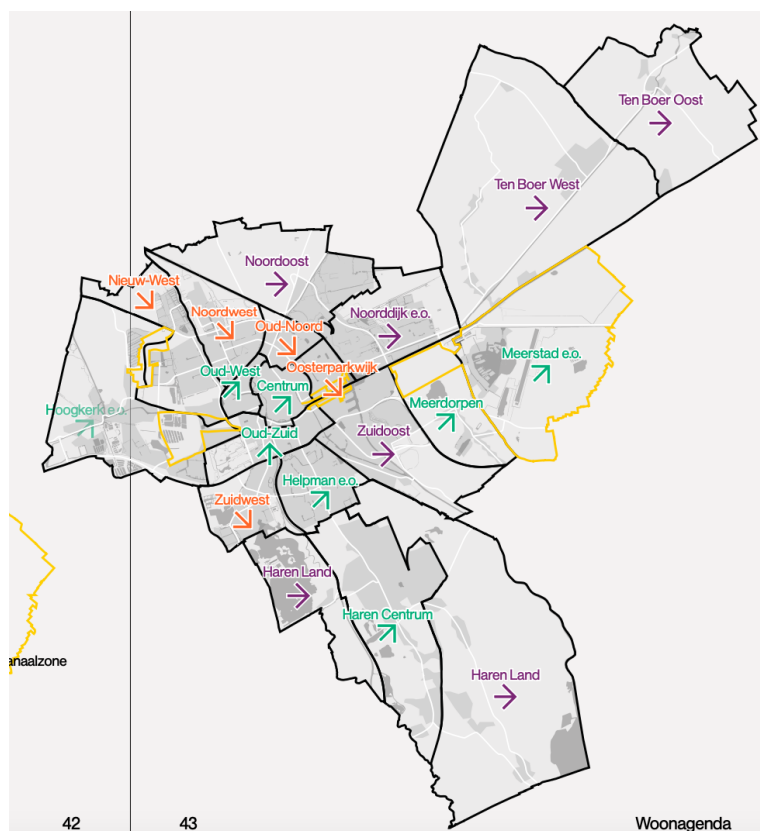 Ten Boer Oost
Ten Boer West
Noordoost
Nieuw-West
Noordwest
Oud-Noord
Noorddijk e.o.
Meerstad e.o.
Oud-West
Oosterparkwijk
Centrum
Hoogkerk e.o.
Meerdorpen
Oud-Zuid
Zuidoost
Helpman e.o.
Zuidwest
Haren Land
Haren Centrum
anaalzone
Haren Land
42
43
Woonagenda